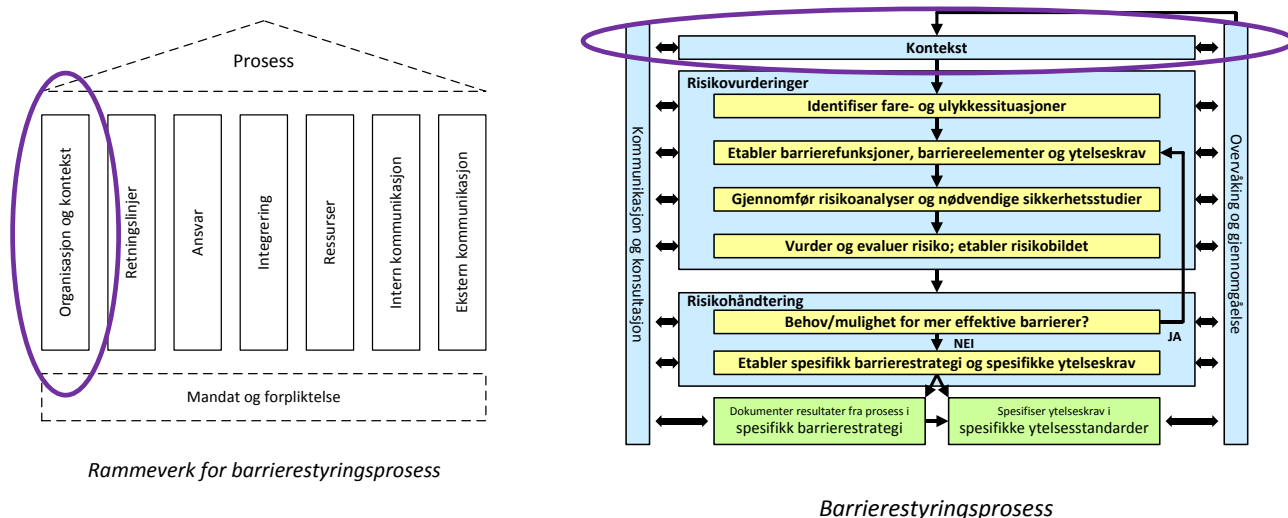 Prosess
Organisasjon og kontekst
Retningslinjer
Ansvar
Integrering
Ressurser
Intern kommunikasjon
Ekstern kommunikasjon
Mandat og forpliktelse
Rammeverk for barrierestyringsprosess
Kommunikasjon og konsultasjon
Kontekst
Risikovurderinger
Identifiser fare- og ulykkessituasjoner
Etabler barrierefunksjoner, barriereelementer og ytelseskrav
Gjennomfør risikoanalyser og nødvendige sikkerhetsstudier
Vurder og evaluer risiko; etabler risikobildet
Risikohåndtering
Behov/mulighet for mer effektive barrierer?
JA
NEI
Etabler spesifikk barrierestrategi og spesifikke ytelseskrav
Dokumenter resultater fra prosess i
spesifikk barrierestrategi
Spesifiser ytelseskrav i
spesifikke ytelsesstandarder
Overvåking og gjennomgåelse
Barrierestyringsprosess